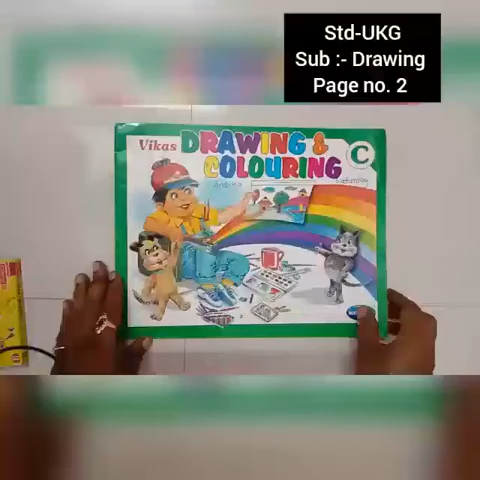 Std-UKG
Sub :- Drawing
Page no. 2
Vikas DRAWING &
COLOURING
C